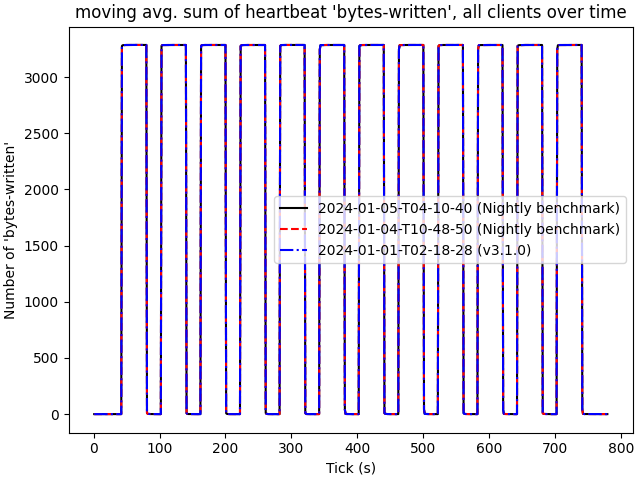 moving avg. sum of heartbeat 'bytes-written', all clients over time
Number of 'bytes-written'
3000
2500
2000
1500
1000
500
0
2024-01-05-T04-10-40 (Nightly benchmark)
2024-01-04-T10-48-50 (Nightly benchmark)
2024-01-01-T02-18-28 (v3.1.0)
0 100 200 300 400 500 600 700 800
Tick (s)